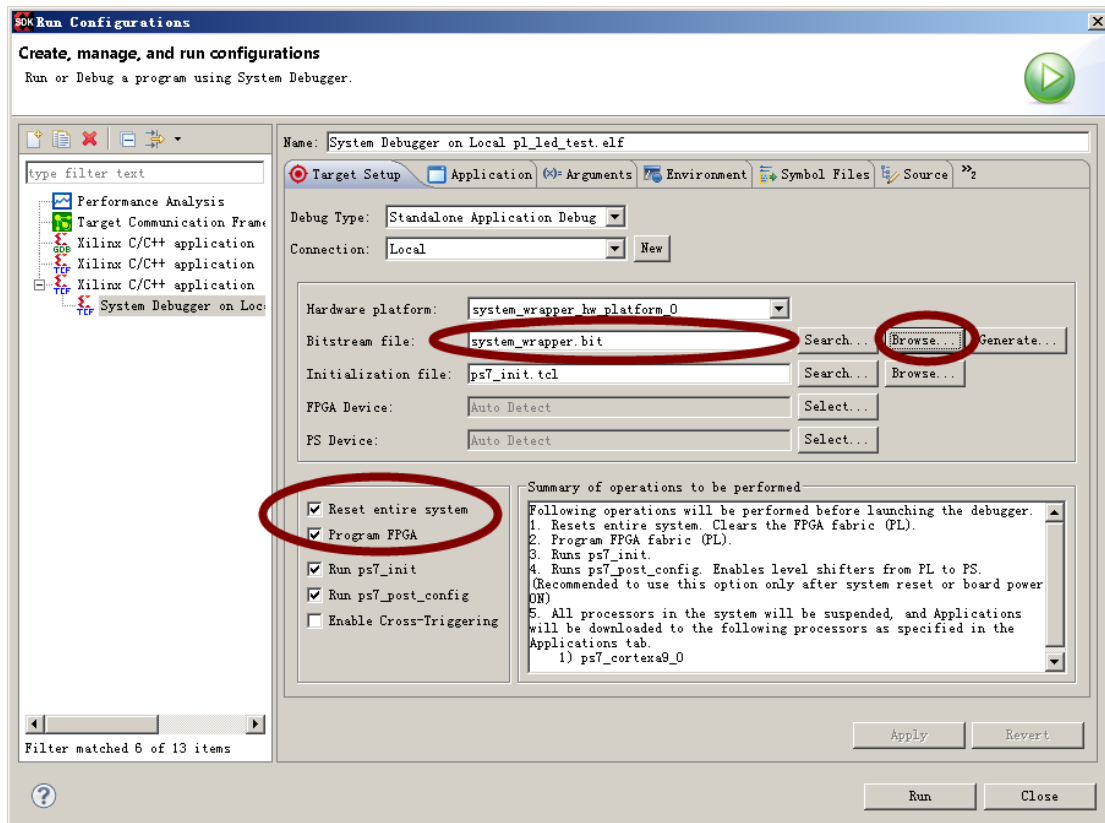 SDK Run Configurations
Create, manage, and run configurations
Run or Debug a program using System Debugger.
type filter text
Performance Analysis
Target Communication Frame
GDB Xilinx C/C++ application
TCF Xilinx C/C++ application
TCF Xilinx C/C++ application
TCF System Debugger on Loc
Filter matched 6 of 13 items
Name: System Debugger on Local pl_led_test.elf
Target Setup Application (x)= Arguments Environment Symbol Files Source »2
Debug Type: Standalone Application Debug
Connection: Local New
Hardware platform: system_wrapper_hw_platform_0
Bitstream file: system_wrapper.bit Search... Browse... Generate...
Initialization file: ps7_init.tcl Search... Browse...
FPGA Device: Auto Detect Select...
PS Device: Auto Detect Select...
Reset entire system
Program FPGA
Run ps7_init
Run ps7_post_config
Enable Cross-Triggering
Summary of operations to be performed
Following operations will be performed before launching the debugger.
1. Resets entire system. Clears the FPGA fabric (PL).
2. Program FPGA fabric (PL).
3. Runs ps7_init.
4. Runs ps7_post_config. Enables level shifters from PL to PS.
(Recommended to use this option only after system reset or board power
ON)
5. All processors in the system will be suspended, and Applications
will be downloaded to the following processors as specified in the
Applications tab.
1) ps7_cortexa9_0
Apply Revert
? Run Close